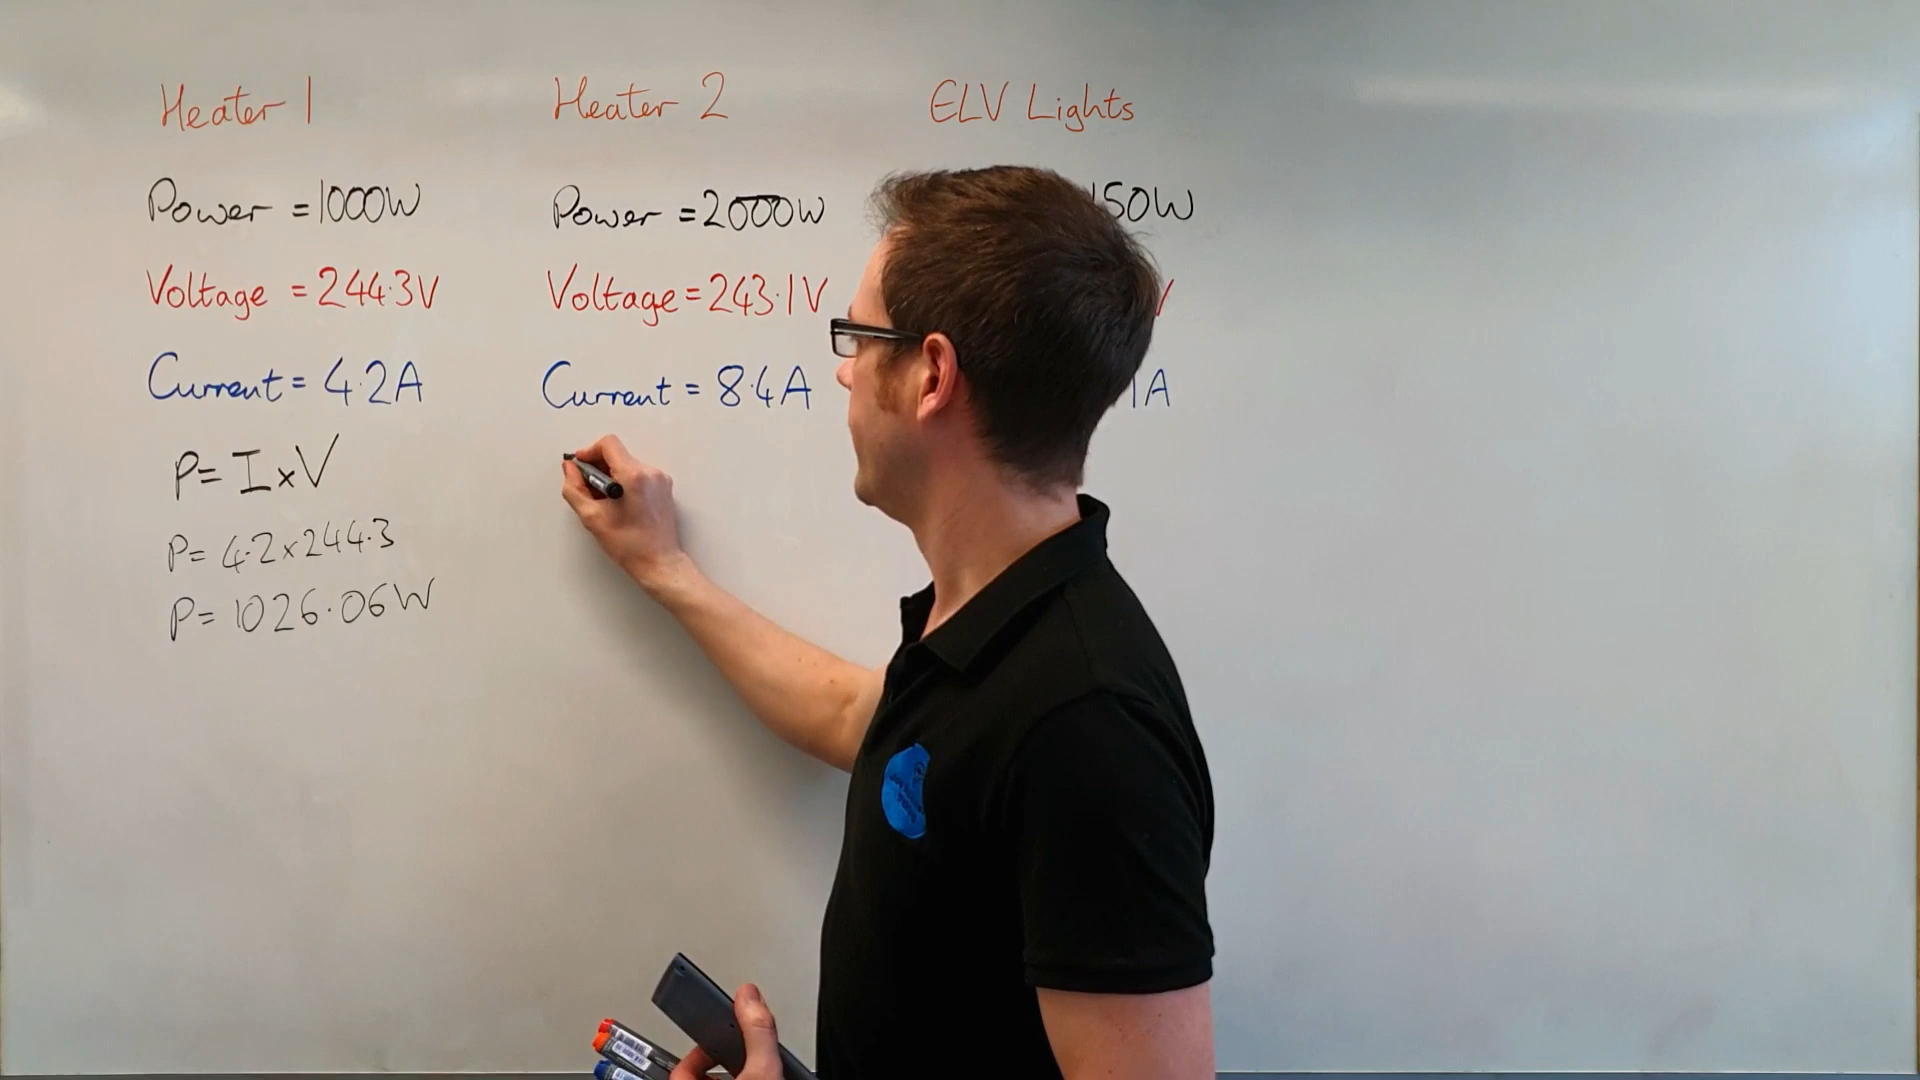 Heater 1
Power = 1000W
Voltage = 244.3V
Current = 4.2A
P= I×V
P= 4.2×244.3
P= 1026.06W
Heater 2
Power = 2000W
Voltage = 243.1V
Current = 8.4A
ELV Lights
150W
V
1A